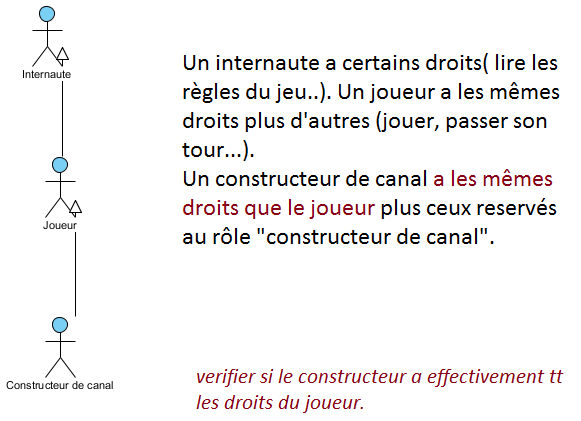 Internaute
Un internaute a certains droits( lire les
règles du jeu..). Un joueur a les mêmes
droits plus d'autres (jouer, passer son
tour...).
Un constructeur de canal a les mêmes
droits que le joueur plus ceux reservés
au rôle "constructeur de canal".
Joueur
Constructeur de canal
verifier si le constructeur a effectivement tt
les droits du joueur.